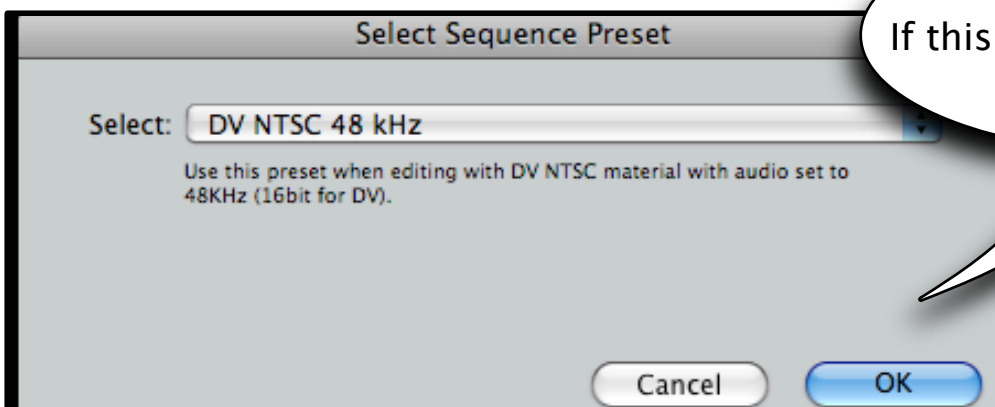 Select Sequence Preset
If this
Select: DV NTSC 48 kHz
Use this preset when editing with DV NTSC material with audio set to
48KHz (16bit for DV).
Cancel OK